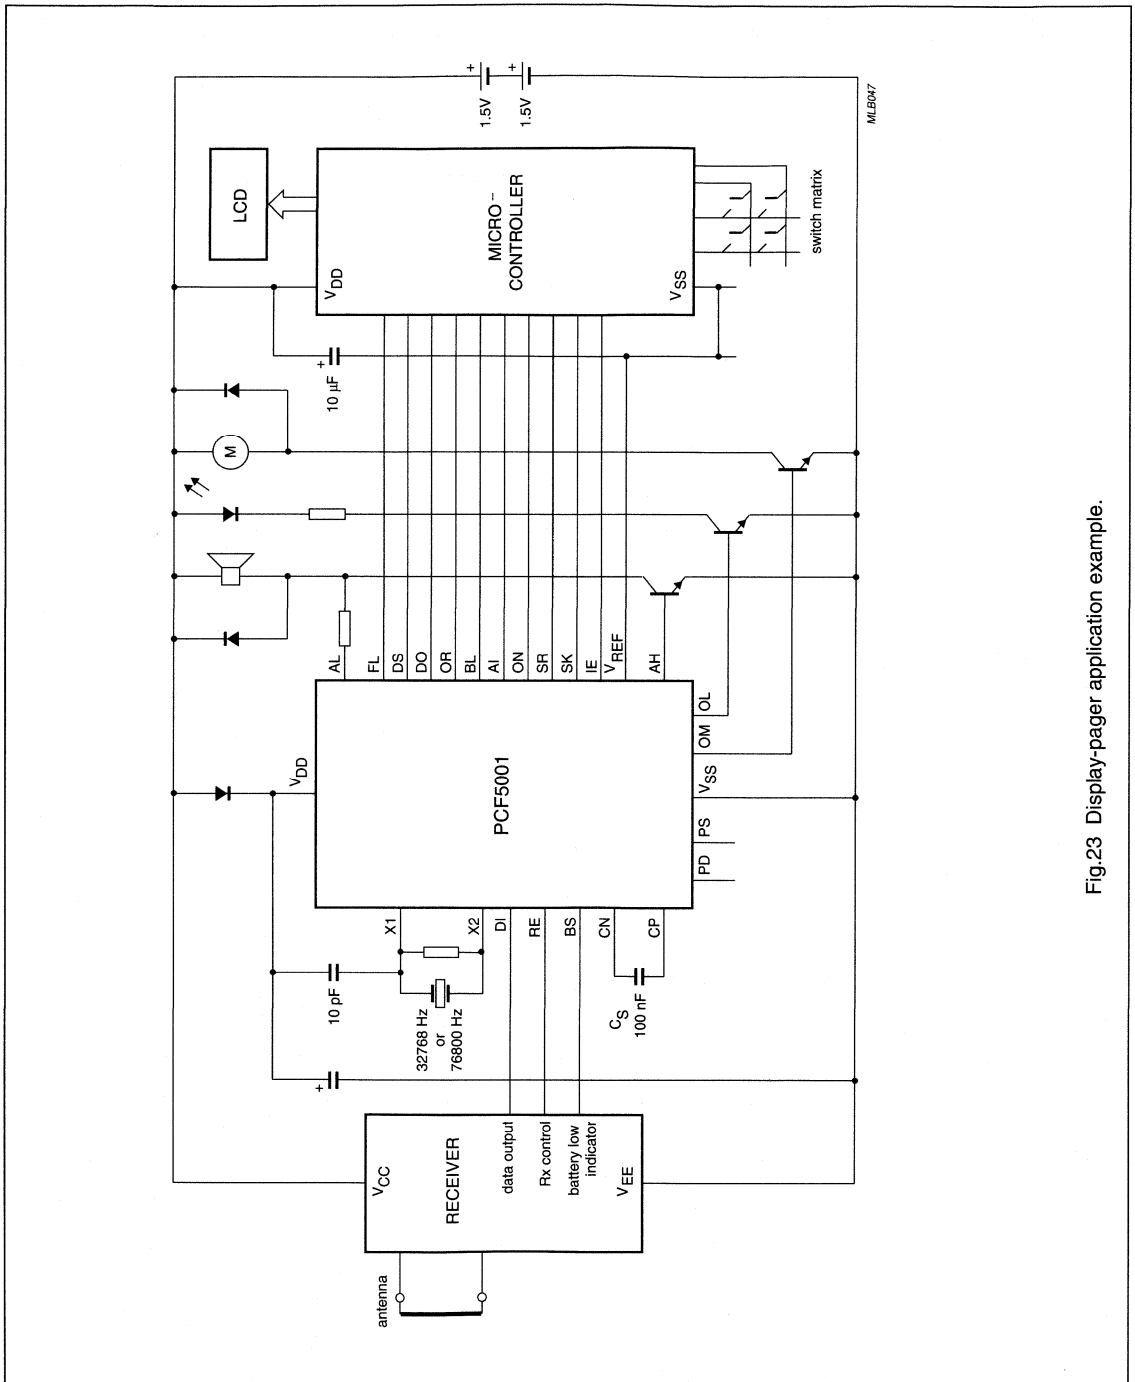 antenna
RECEIVER
VCC
data output
Rx control
battery low
indicator
VEE
+
10 pF
32768 Hz
or
76800 Hz
CS
100 nF
X1
X2
DI
RE
BS
CN
CP
VDD
PCF5001
PD
PS
VSS
OM
OL
AL
FL
DS
DO
OR
BL
AI
ON
SR
SK
IE
VREF
AH
M
+
10 µF
VDD
MICRO-
CONTROLLER
VSS
LCD
switch matrix
+
1.5V
+
1.5V
MLB047
Fig.23 Display-pager application example.